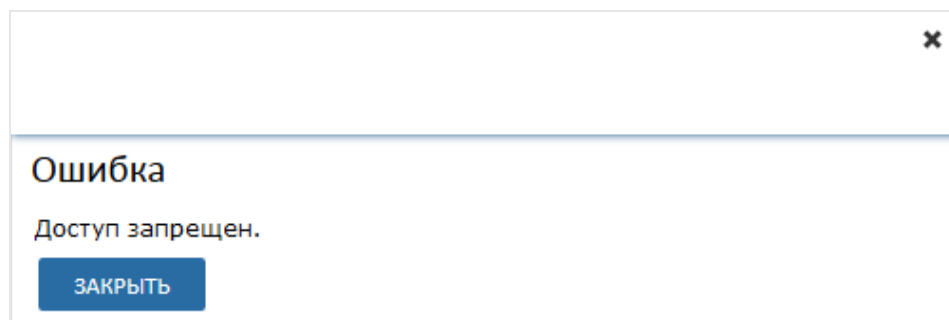 Ошибка
Доступ запрещен.
ЗАКРЫТЬ